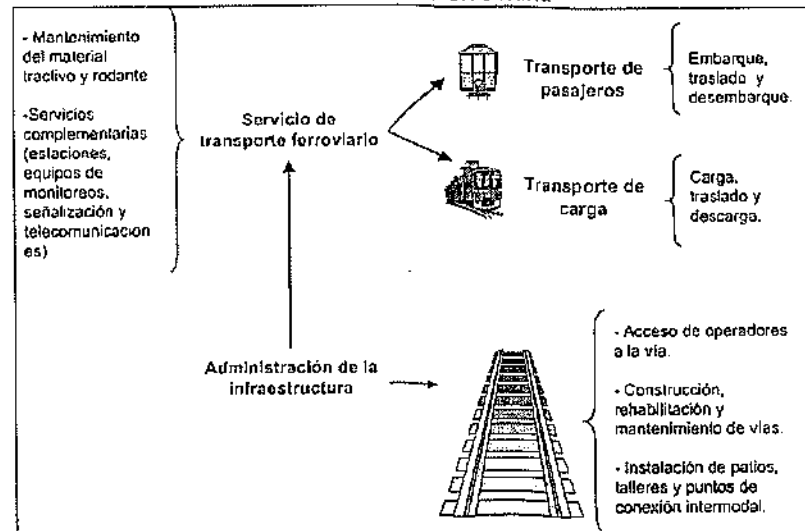 - Mantenimiento
del material
tractivo y rodante
-Servicios
complementarias
(estaciones,
equipos de
monitoreos,
señalización y
telecomunicacion
es)
Servicio de
transporte ferroviario
Transporte de
pasajeros
Embarque,
traslado y
desembarque.
Transporte de
carga
Carga,
traslado y
descarga.
Administración de la
infraestructura
- Acceso de operadores
a la vía.
- Construcción,
rehabilitación y
mantenimiento de vías.
- Instalación de patios,
talleres y puntos de
conexión intermodal.